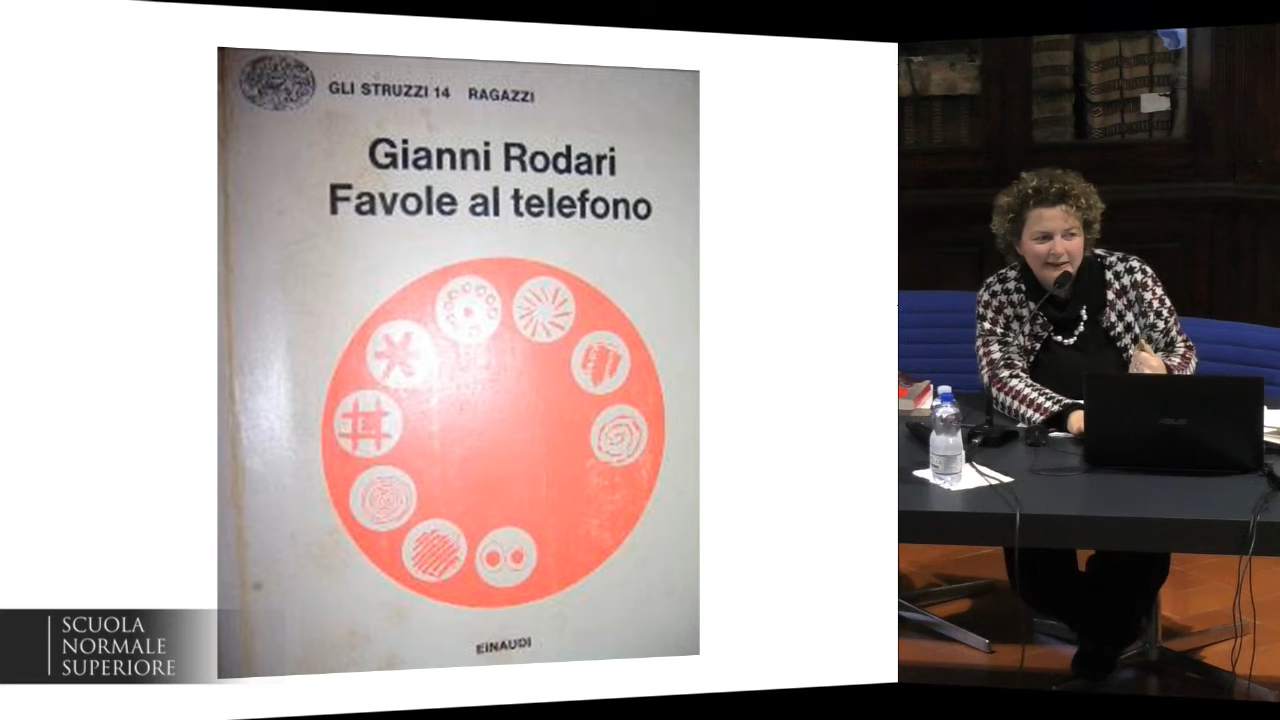 GLI STRUZZI 14 RAGAZZI
Gianni Rodari
Favole al telefono
EINAUDI
SCUOLA
NORMALE
SUPERIORE